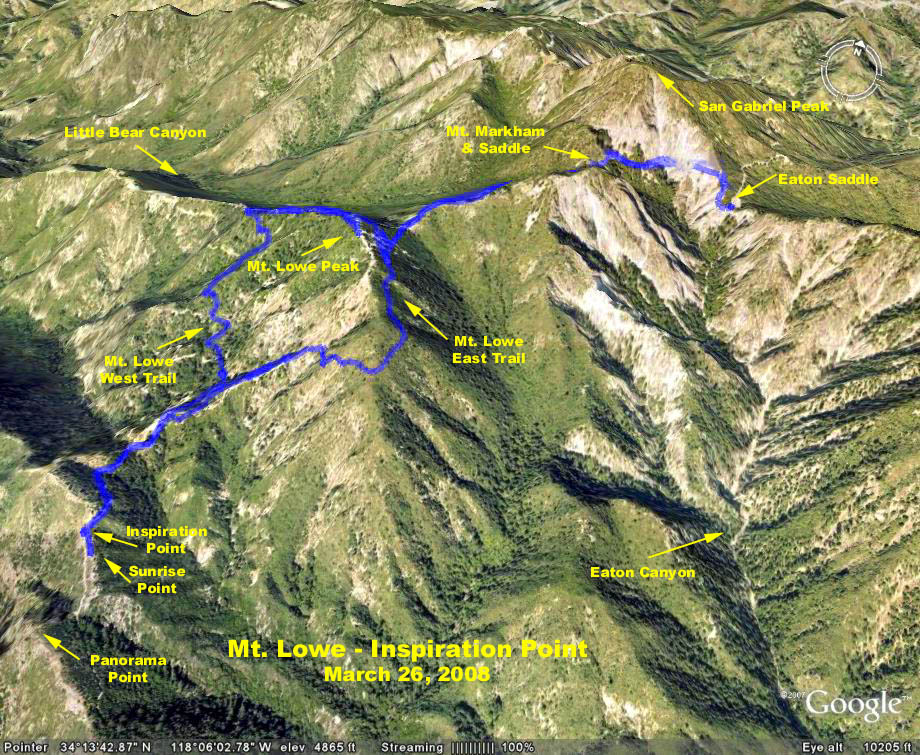 N
San Gabriel Peak
Little Bear Canyon
Mt. Markham
& Saddle
Eaton Saddle
Mt. Lowe Peak
Mt. Lowe
East Trail
Mt. Lowe
West Trail
Inspiration
Point
Sunrise
Point
Eaton Canyon
Panorama
Point
Mt. Lowe - Inspiration Point
March 26, 2008
©2007 Google™
Pointer 34°13'42.87" N 118°06'02.78" W elev 4865 ft Streaming ||||||||| 100% Eye alt 10205 ft